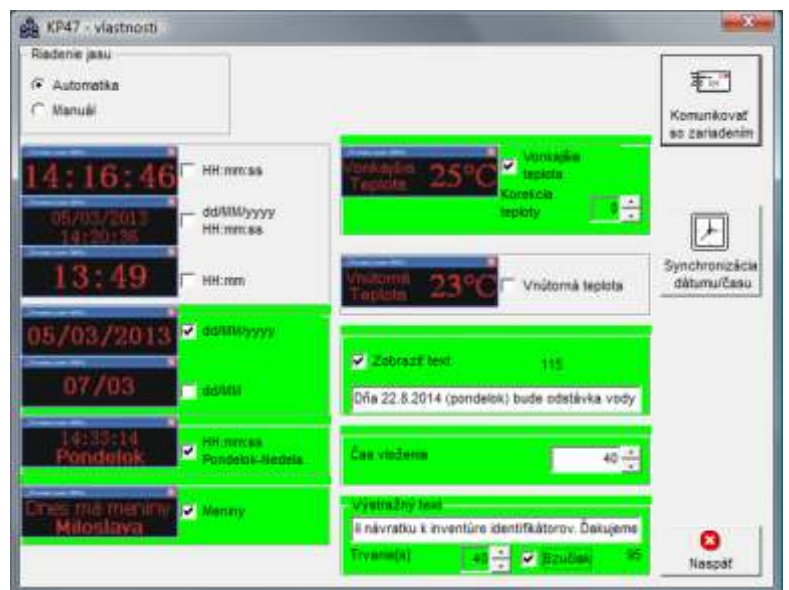 KP47 - vlastnosti
Riadenie jasu
Automatika
Manuál
14:16:46
HH:mm:ss
05/03/2013
14:20:36
dd/MM/yyyy
HH:mm:ss
13:49
HH:mm
05/03/2013
dd/MM/yyyy
07/03
dd/MM
14:33:14
Pondelok
HH:mm:ss
Pondelok-Nedela
Dnes má meniny
Miloslava
Meniny
Vonkajšia
Teplota
25°C
Vonkajšia
teplota
Korekcia
teploty
0
Vnútorná
Teplota
23°C
Vnútorná teplota
Zobraziť text
115
Dňa 22.8.2014 (pondelok) bude odstávka vody
Čas vloženia
40
Výstražný text
li návratku k inventúre identifikátorov. Ďakujeme
Trvanie[s]
40
Bzučiak
95
Komunikovať
so zariadením
Synchronizácia
dátumu/času
Naspäť